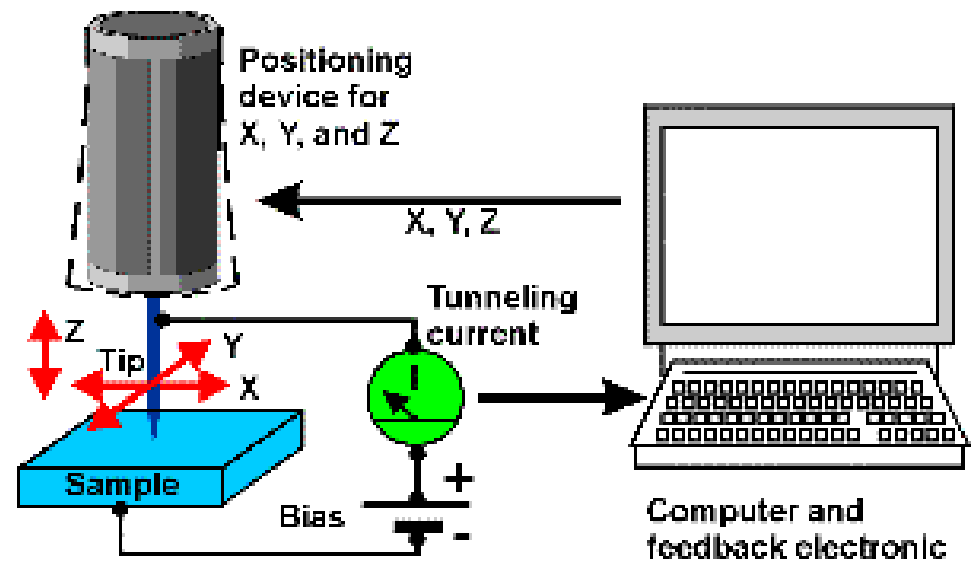 Positioning
device for
X, Y, and Z
X, Y, Z
Tunneling
current
Z
Tip
Y
X
I
Sample
Bias
+
-
Computer and
feedback electronic